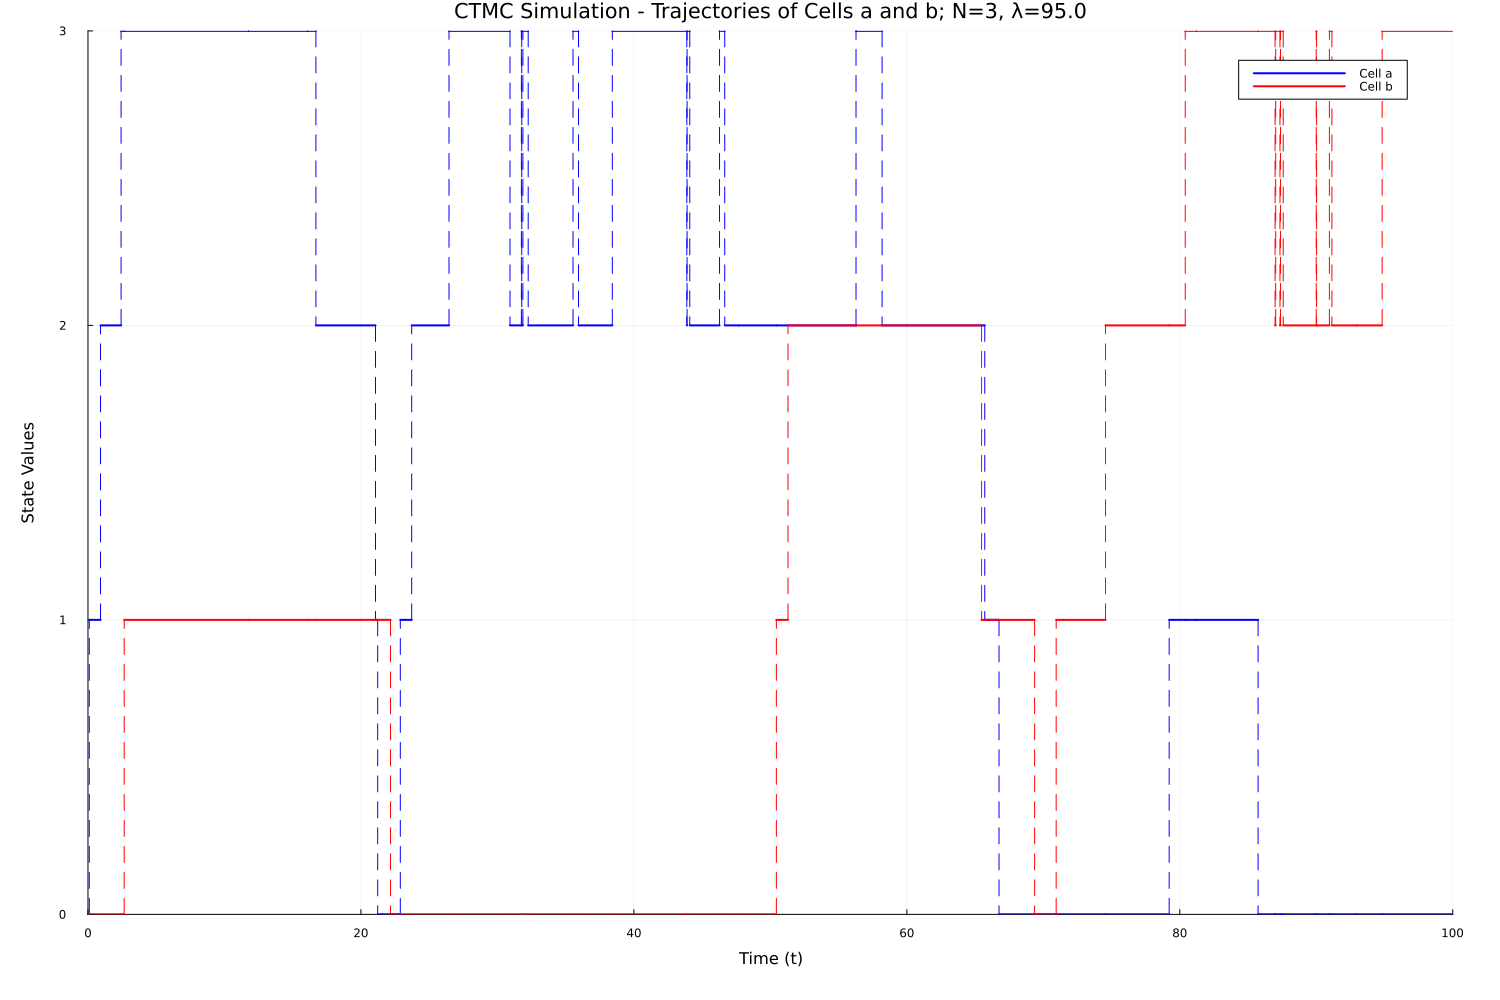 CTMC Simulation - Trajectories of Cells a and b; N=3, λ=95.0
3
Cell a
Cell b
2
State Values
1
0
0 20 40 60 80 100
Time (t)